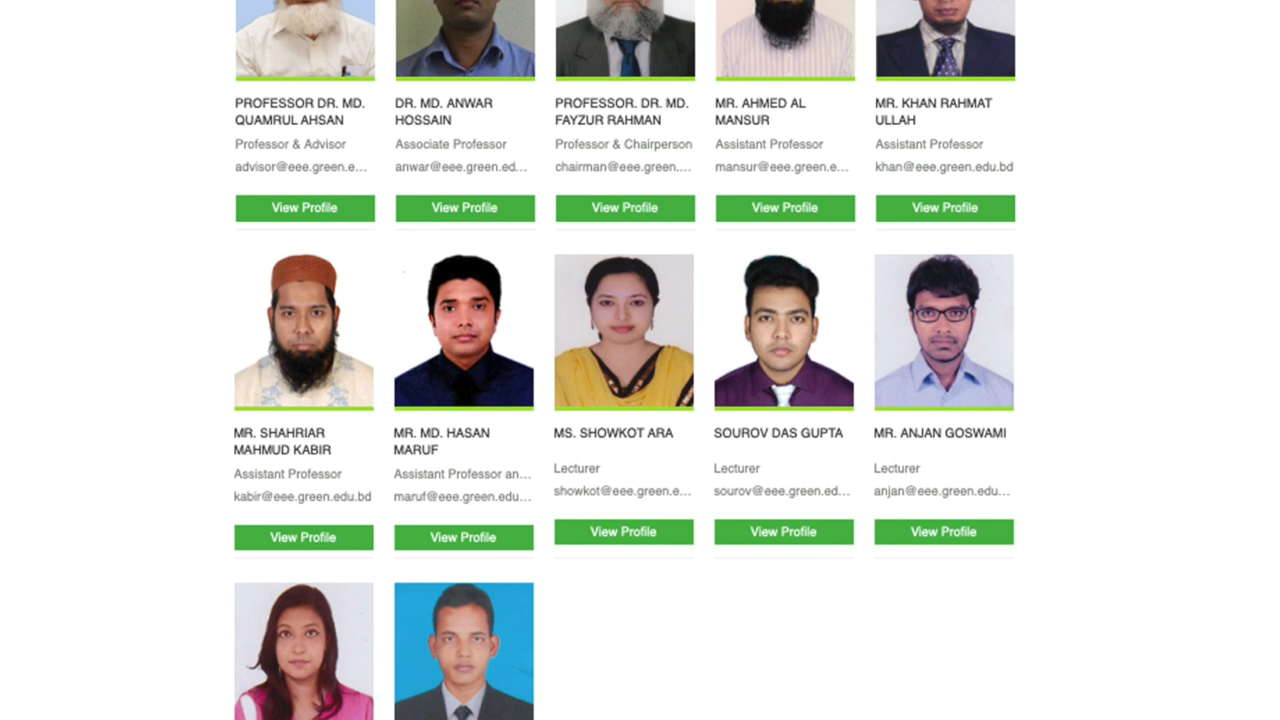 PROFESSOR DR. MD.
QUAMRUL AHSAN
Professor & Advisor
advisor@eee.green.e...
View Profile
DR. MD. ANWAR
HOSSAIN
Associate Professor
anwar@eee.green.ed...
View Profile
PROFESSOR. DR. MD.
FAYZUR RAHMAN
Professor & Chairperson
chairman@eee.green....
View Profile
MR. AHMED AL
MANSUR
Assistant Professor
mansur@eee.green.e...
View Profile
MR. KHAN RAHMAT
ULLAH
Assistant Professor
khan@eee.green.edu.bd
View Profile
MR. SHAHRIAR
MAHMUD KABIR
Assistant Professor
kabir@eee.green.edu.bd
View Profile
MR. MD. HASAN
MARUF
Assistant Professor an...
maruf@eee.green.edu...
View Profile
MS. SHOWKOT ARA
Lecturer
showkot@eee.green.e...
View Profile
SOUROV DAS GUPTA
Lecturer
sourov@eee.green.ed...
View Profile
MR. ANJAN GOSWAMI
Lecturer
anjan@eee.green.edu...
View Profile